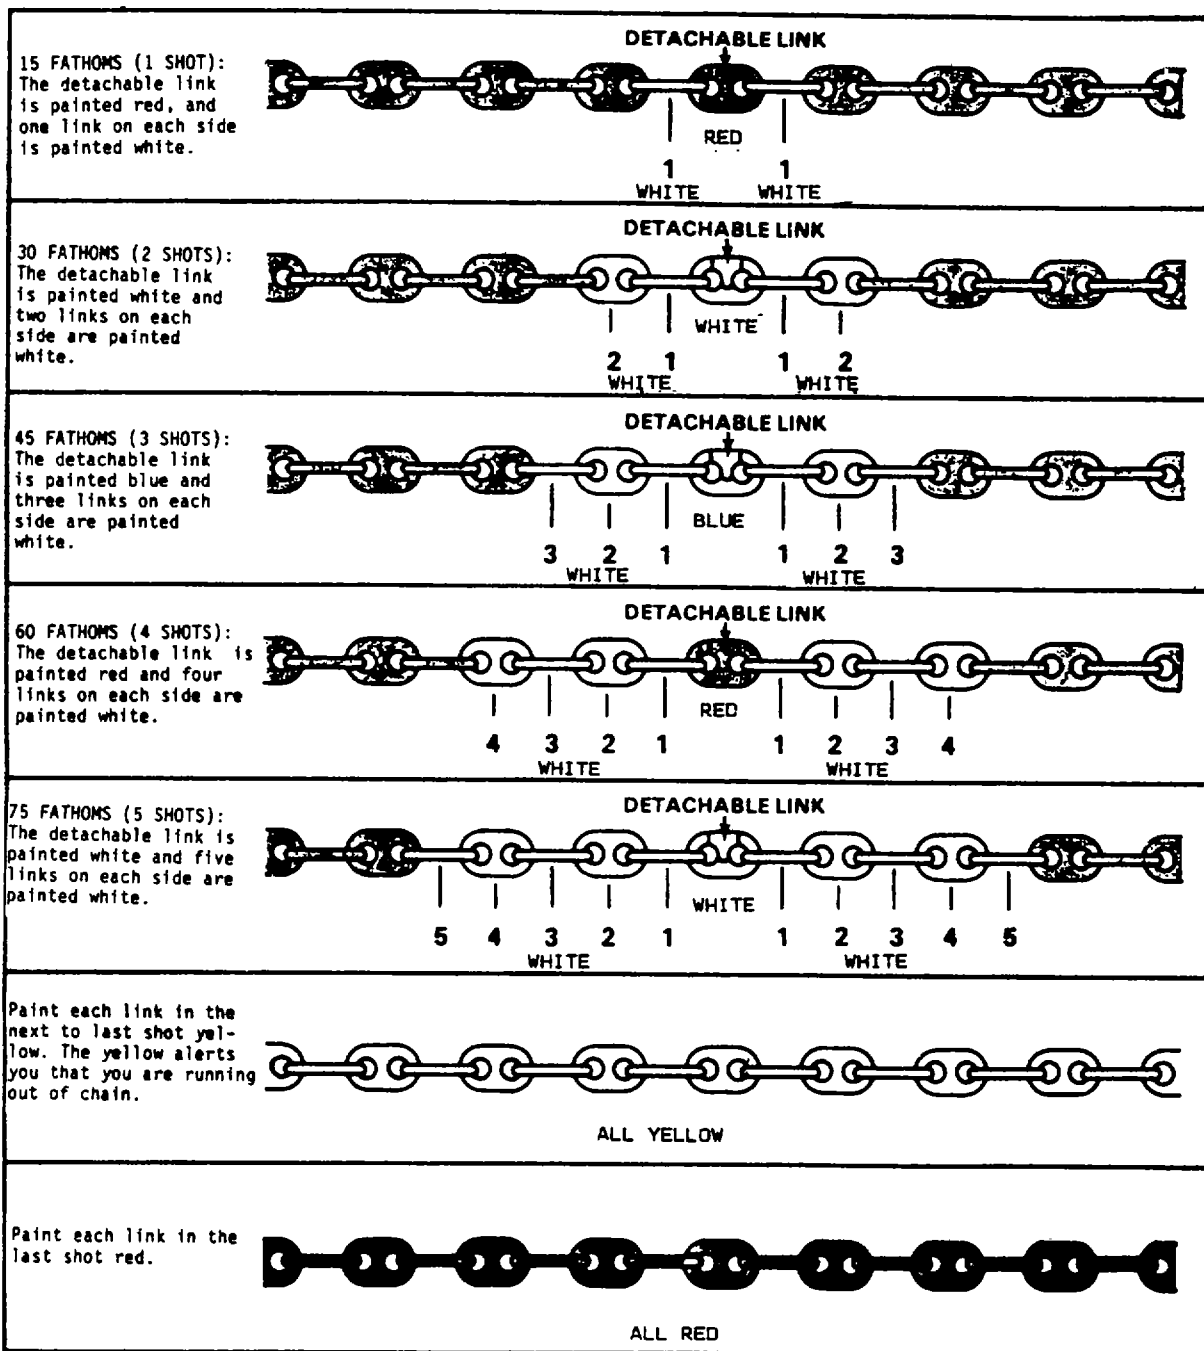 15 FATHOMS (1 SHOT):
The detachable link
is painted red, and
one link on each side
is painted white.
DETACHABLE LINK
RED
1 1
WHITE WHITE
30 FATHOMS (2 SHOTS):
The detachable link
is painted white and
two links on each
side are painted
white.
DETACHABLE LINK
WHITE
2 1 1 2
WHITE WHITE
45 FATHOMS (3 SHOTS):
The detachable link
is painted blue and
three links on each
side are painted
white.
DETACHABLE LINK
BLUE
3 2 1 1 2 3
WHITE WHITE
60 FATHOMS (4 SHOTS):
The detachable link is
painted red and four
links on each side are
painted white.
DETACHABLE LINK
RED
4 3 2 1 1 2 3 4
WHITE WHITE
75 FATHOMS (5 SHOTS):
The detachable link is
painted white and five
links on each side are
painted white.
DETACHABLE LINK
WHITE
5 4 3 2 1 1 2 3 4 5
WHITE WHITE
Paint each link in the
next to last shot yel-
low. The yellow alerts
you that you are running
out of chain.
ALL YELLOW
Paint each link in the
last shot red.
ALL RED